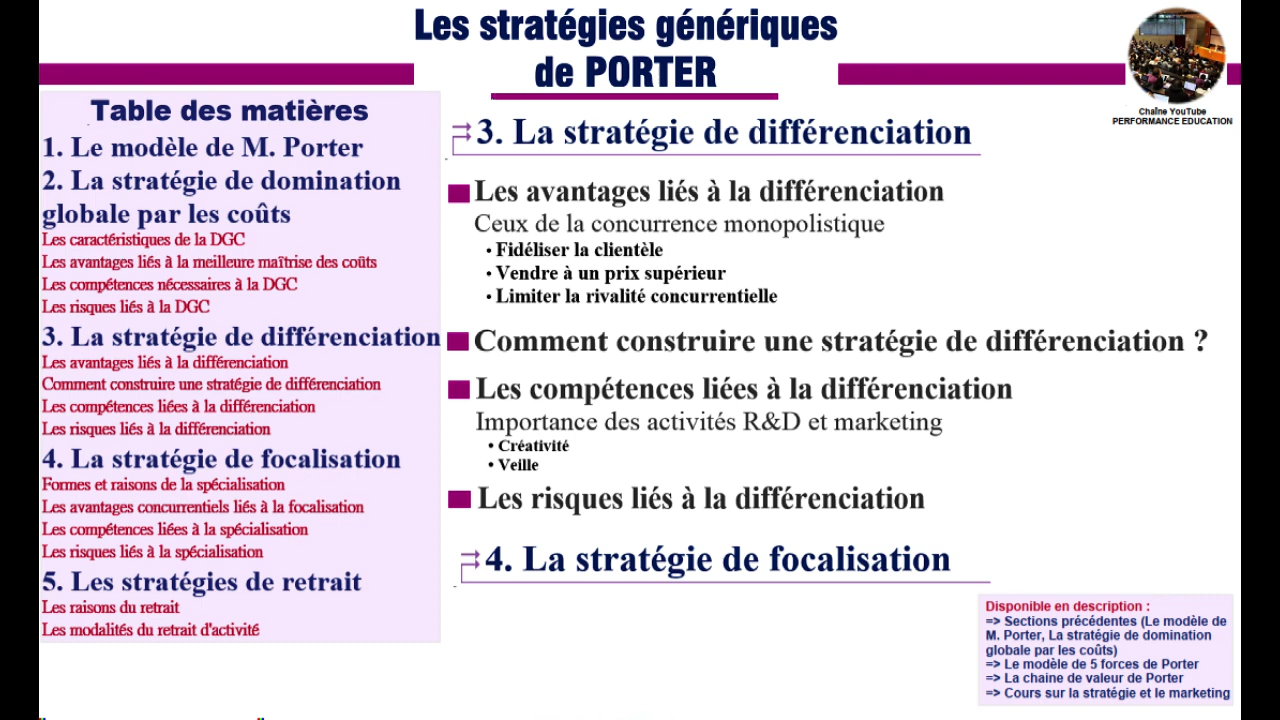 Les stratégies génériques
de PORTER
Chaîne YouTube
PERFORMANCE EDUCATION
Table des matières
1. Le modèle de M. Porter
2. La stratégie de domination
globale par les coûts
Les caractéristiques de la DGC
Les avantages liés à la meilleure maîtrise des coûts
Les compétences nécessaires à la DGC
Les risques liés à la DGC
3. La stratégie de différenciation
Les avantages liés à la différenciation
Comment construire une stratégie de différenciation
Les compétences liées à la différenciation
Les risques liés à la différenciation
4. La stratégie de focalisation
Formes et raisons de la spécialisation
Les avantages concurrentiels liés à la focalisation
Les compétences liées à la spécialisation
Les risques liés à la spécialisation
5. Les stratégies de retrait
Les raisons du retrait
Les modalités du retrait d'activité
3. La stratégie de différenciation
Les avantages liés à la différenciation
Ceux de la concurrence monopolistique
• Fidéliser la clientèle
• Vendre à un prix supérieur
• Limiter la rivalité concurrentielle
Comment construire une stratégie de différenciation ?
Les compétences liées à la différenciation
Importance des activités R&D et marketing
• Créativité
• Veille
Les risques liés à la différenciation
4. La stratégie de focalisation
Disponible en description :
=> Sections précédentes (Le modèle de
M. Porter, La stratégie de domination
globale par les coûts)
=> Le modèle de 5 forces de Porter
=> La chaine de valeur de Porter
=> Cours sur la stratégie et le marketing